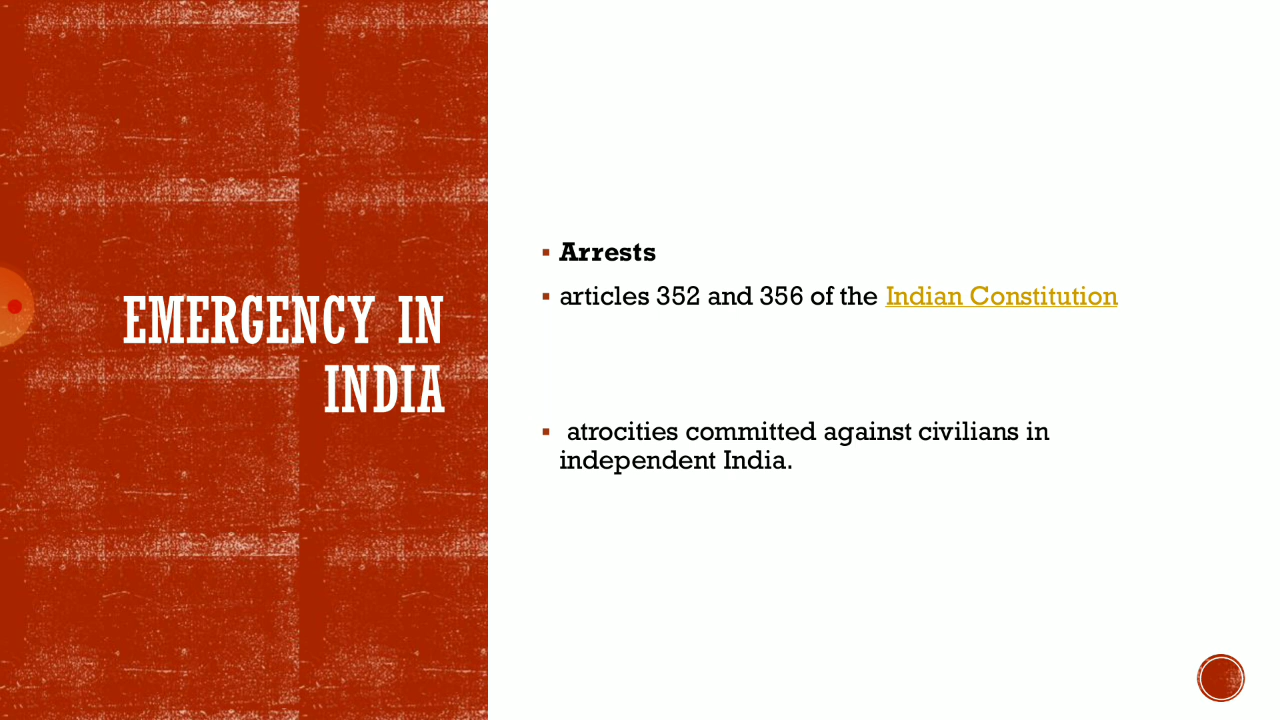 EMERGENCY IN
INDIA
Arrests
articles 352 and 356 of the Indian Constitution
atrocities committed against civilians in
independent India.